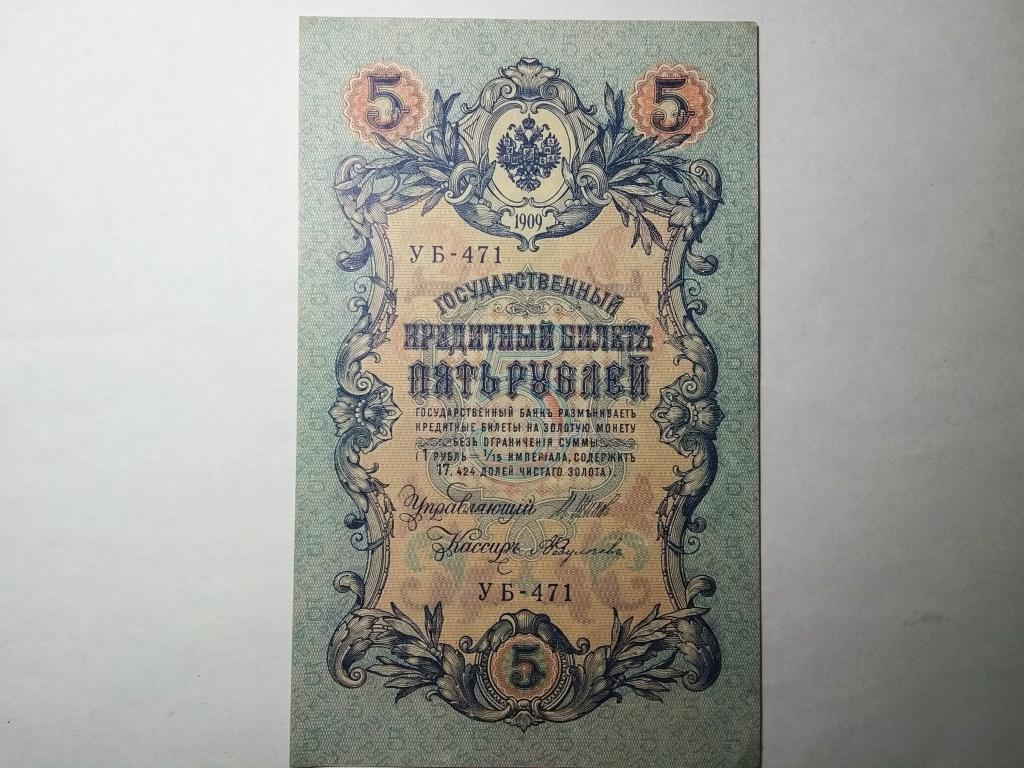 5 5
1909
УБ-471
ГОСУДАРСТВЕННЫЙ
КРЕДИТНЫЙ БИЛЕТЪ
ПЯТЬ РУБЛЕЙ
ГОСУДАРСТВЕННЫЙ БАНКЪ РАЗМѢНИВАЕТЪ
КРЕДИТНЫЕ БИЛЕТЫ НА ЗОЛОТУЮ МОНЕТУ
БЕЗЪ ОГРАНИЧЕНІЯ СУММЫ
(1 РУБЛЬ = 1/15 ИМПЕРІАЛА, СОДЕРЖИТЪ
17,424 ДОЛЕЙ ЧИСТАГО ЗОЛОТА).
Управляющій
Кассиръ
УБ-471
5